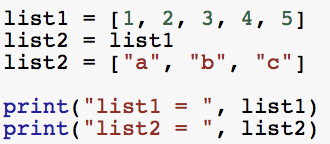 list1 = [1, 2, 3, 4, 5]
list2 = list1
list2 = ["a", "b", "c"]
print("list1 = ", list1)
print("list2 = ", list2)